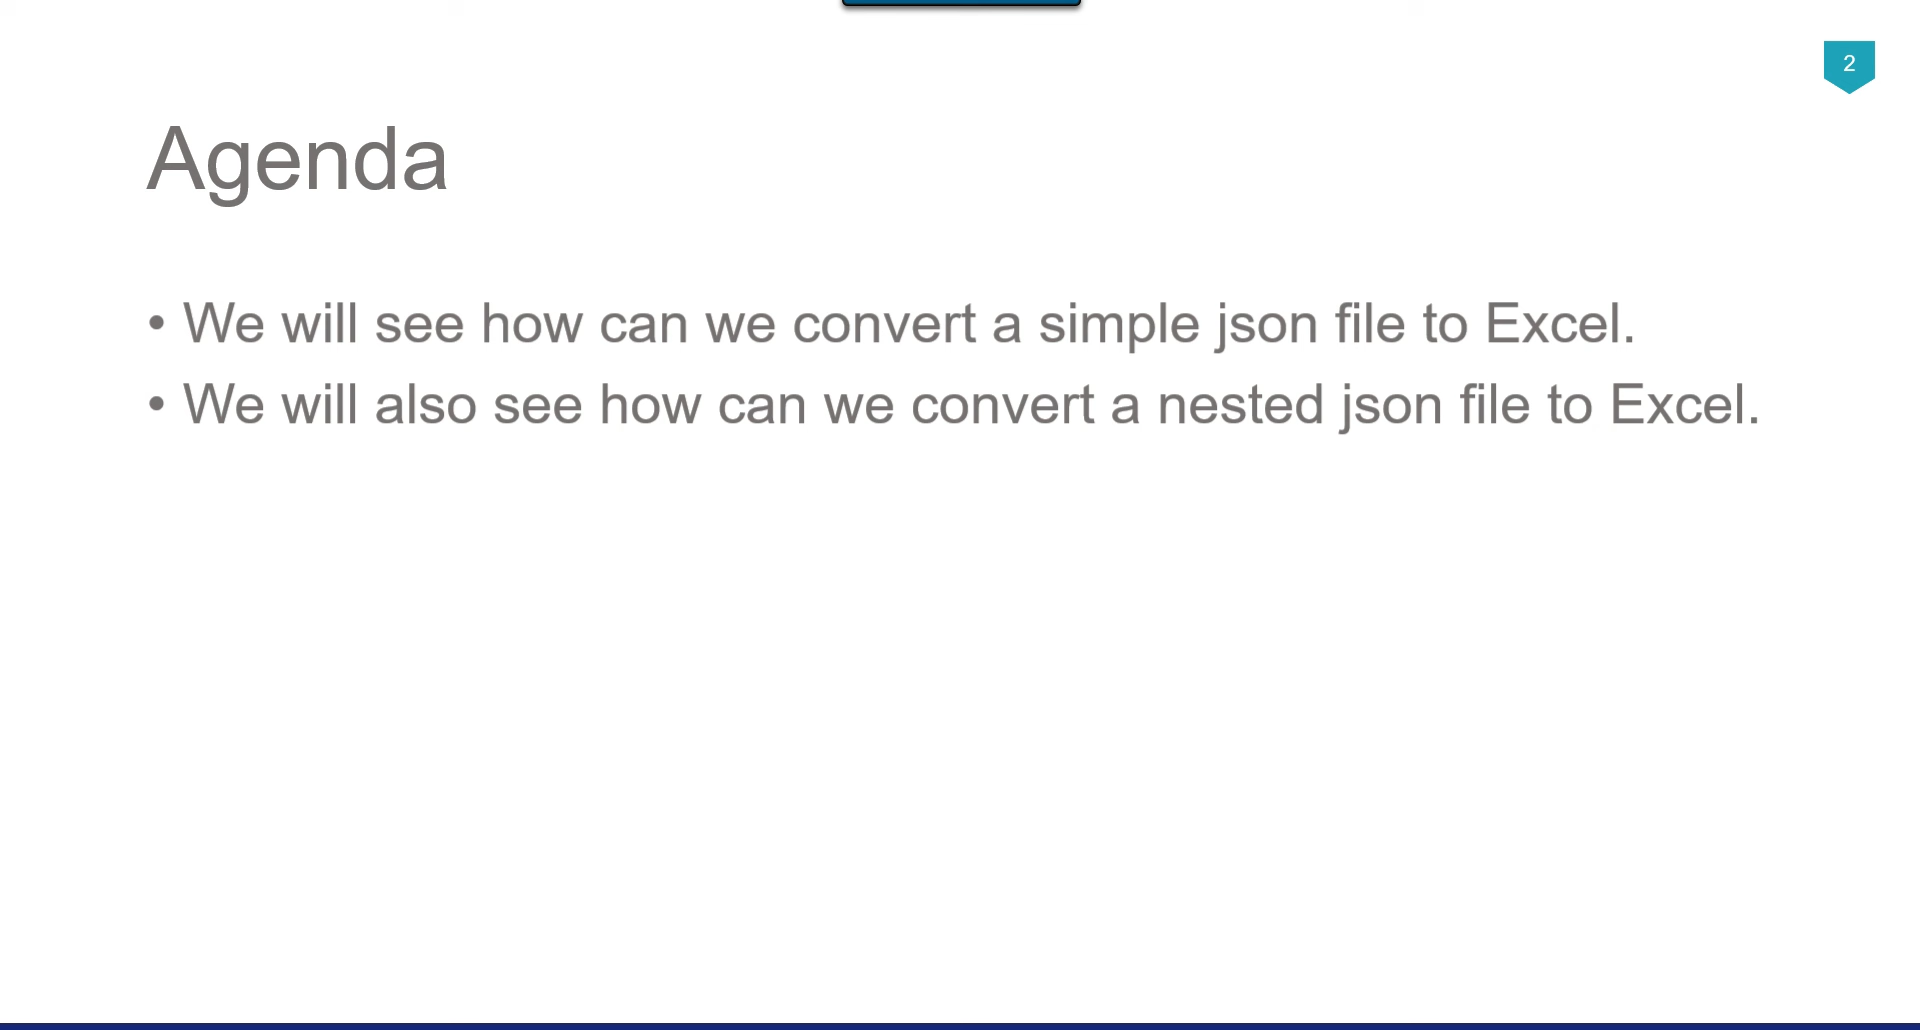 2
Agenda
• We will see how can we convert a simple json file to Excel.
• We will also see how can we convert a nested json file to Excel.